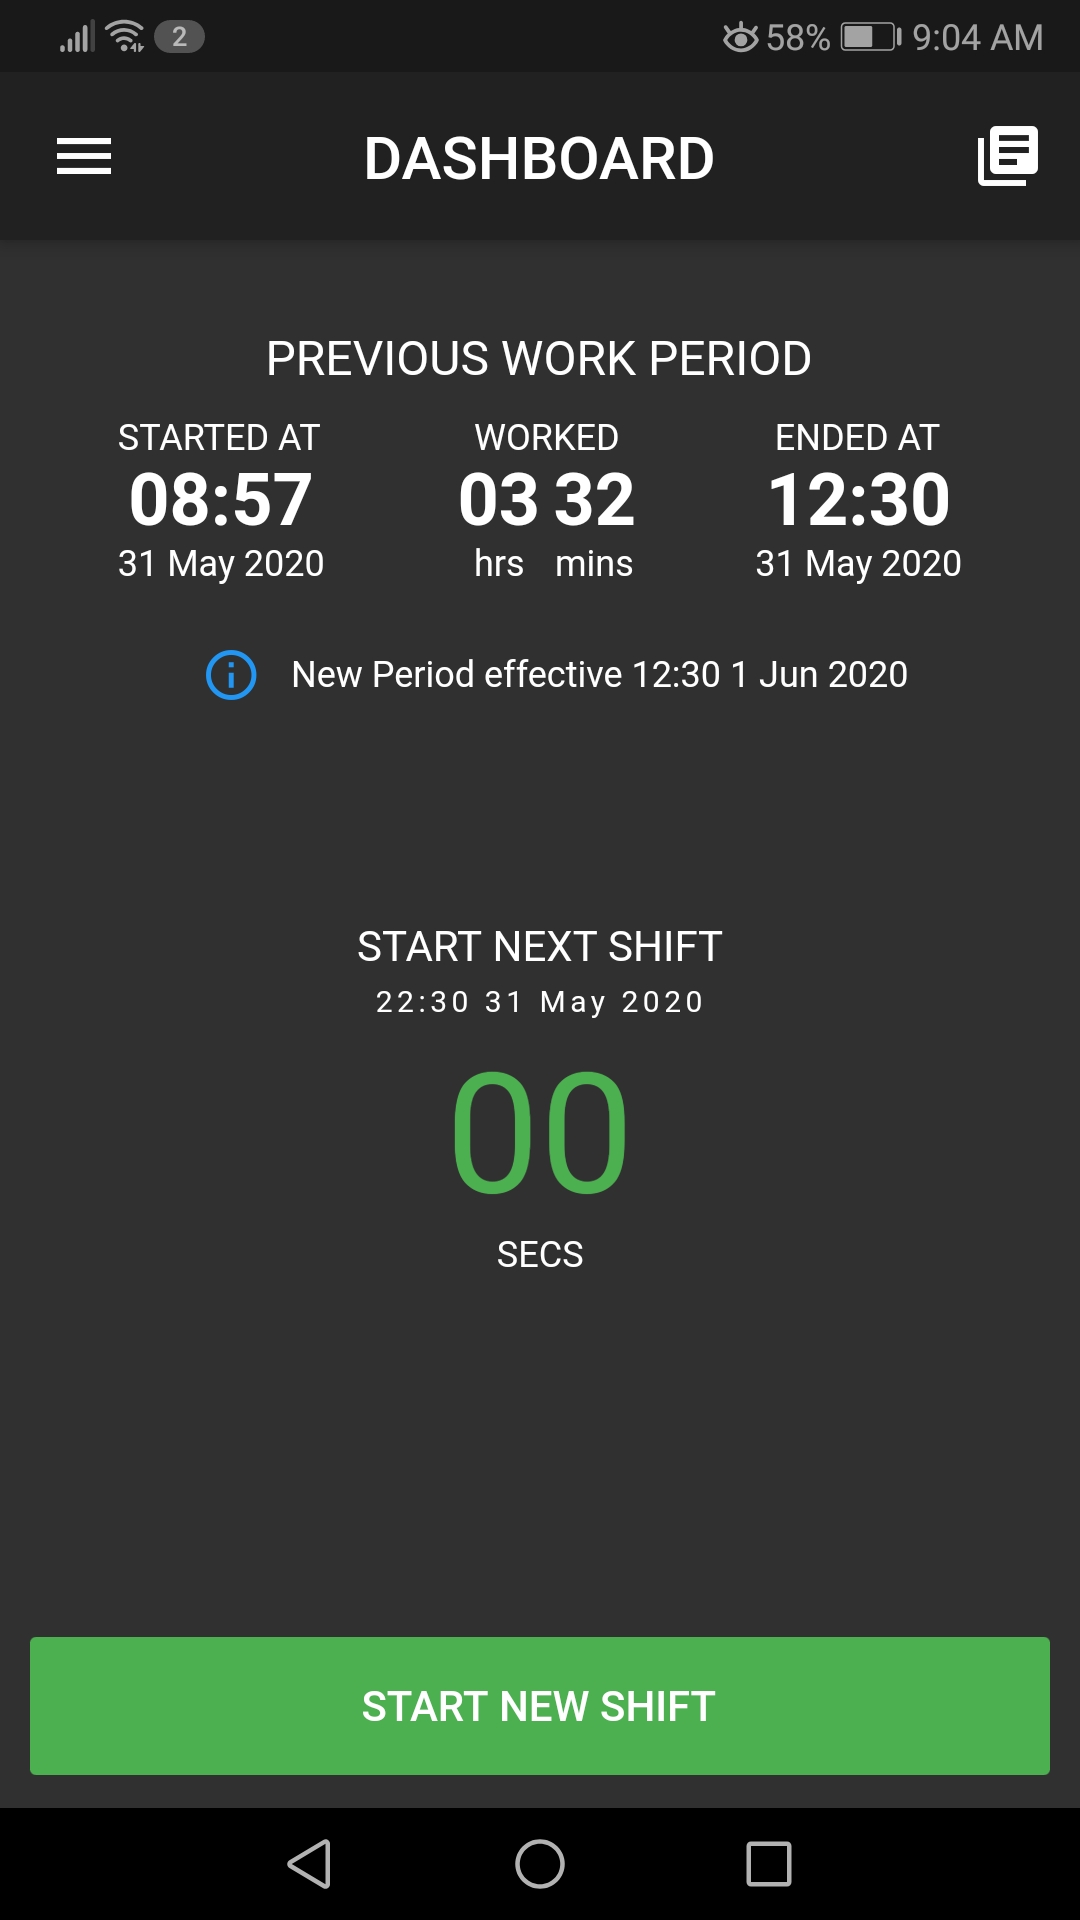 2 58% 9:04 AM
DASHBOARD
PREVIOUS WORK PERIOD
STARTED AT WORKED ENDED AT
08:57 03 32 12:30
31 May 2020 hrs mins 31 May 2020
New Period effective 12:30 1 Jun 2020
START NEXT SHIFT
22:30 31 May 2020
00
SECS
START NEW SHIFT